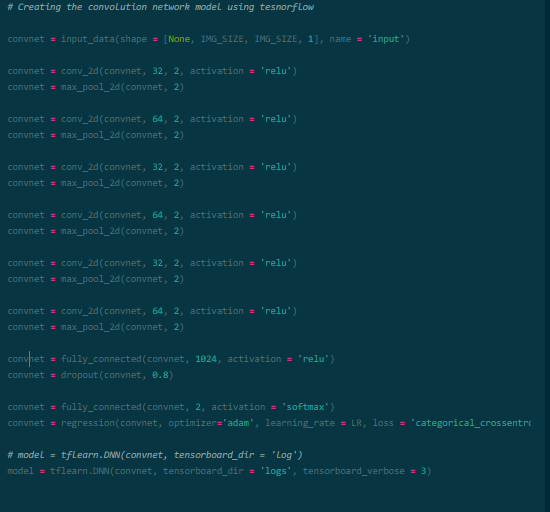 # Creating the convolution network model using tesnorflow
convnet = input_data(shape = [None, IMG_SIZE, IMG_SIZE, 1], name = 'input')
convnet = conv_2d(convnet, 32, 2, activation = 'relu')
convnet = max_pool_2d(convnet, 2)
convnet = conv_2d(convnet, 64, 2, activation = 'relu')
convnet = max_pool_2d(convnet, 2)
convnet = conv_2d(convnet, 32, 2, activation = 'relu')
convnet = max_pool_2d(convnet, 2)
convnet = conv_2d(convnet, 64, 2, activation = 'relu')
convnet = max_pool_2d(convnet, 2)
convnet = conv_2d(convnet, 32, 2, activation = 'relu')
convnet = max_pool_2d(convnet, 2)
convnet = conv_2d(convnet, 64, 2, activation = 'relu')
convnet = max_pool_2d(convnet, 2)
convnet = fully_connected(convnet, 1024, activation = 'relu')
convnet = dropout(convnet, 0.8)
convnet = fully_connected(convnet, 2, activation = 'softmax')
convnet = regression(convnet, optimizer='adam', learning_rate = LR, loss = 'categorical_crossentro
# model = tflearn.DNN(convnet, tensorboard_dir = 'log')
model = tflearn.DNN(convnet, tensorboard_dir = 'logs', tensorboard_verbose = 3)